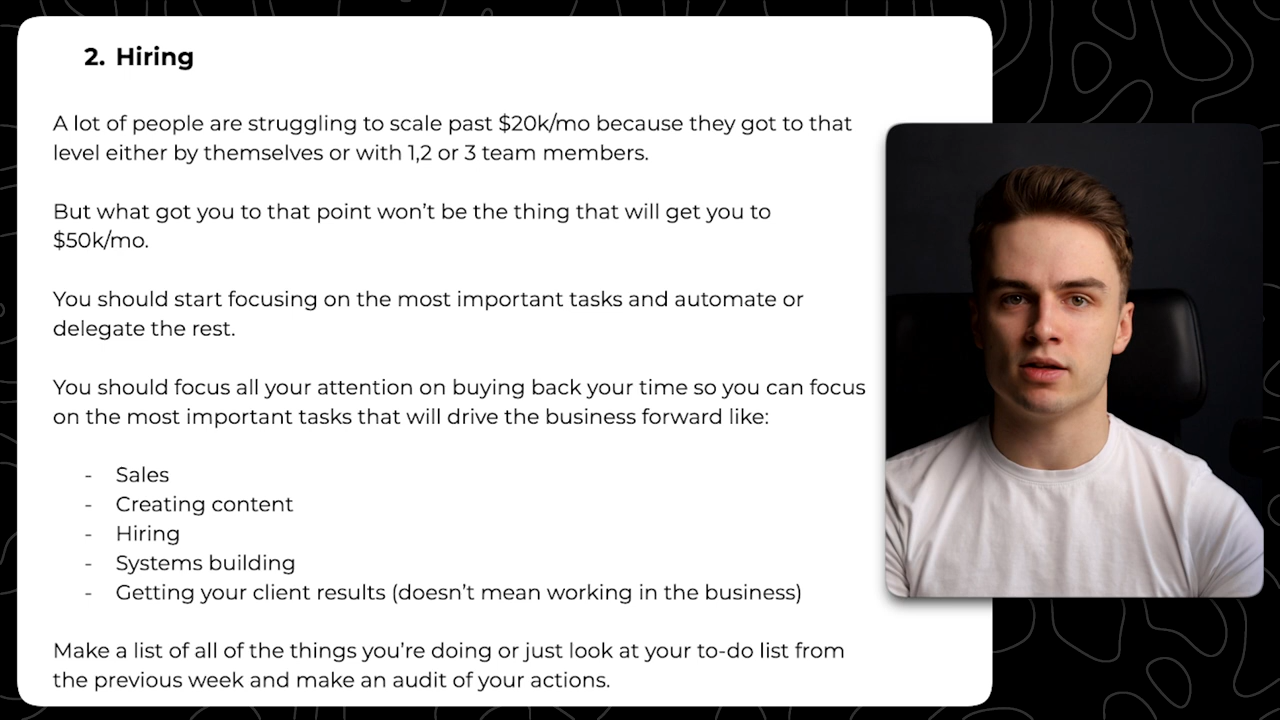 2. Hiring
A lot of people are struggling to scale past $20k/mo because they got to that
level either by themselves or with 1,2 or 3 team members.
But what got you to that point won’t be the thing that will get you to
$50k/mo.
You should start focusing on the most important tasks and automate or
delegate the rest.
You should focus all your attention on buying back your time so you can focus
on the most important tasks that will drive the business forward like:
- Sales
- Creating content
- Hiring
- Systems building
- Getting your client results (doesn’t mean working in the business)
Make a list of all of the things you’re doing or just look at your to-do list from
the previous week and make an audit of your actions.